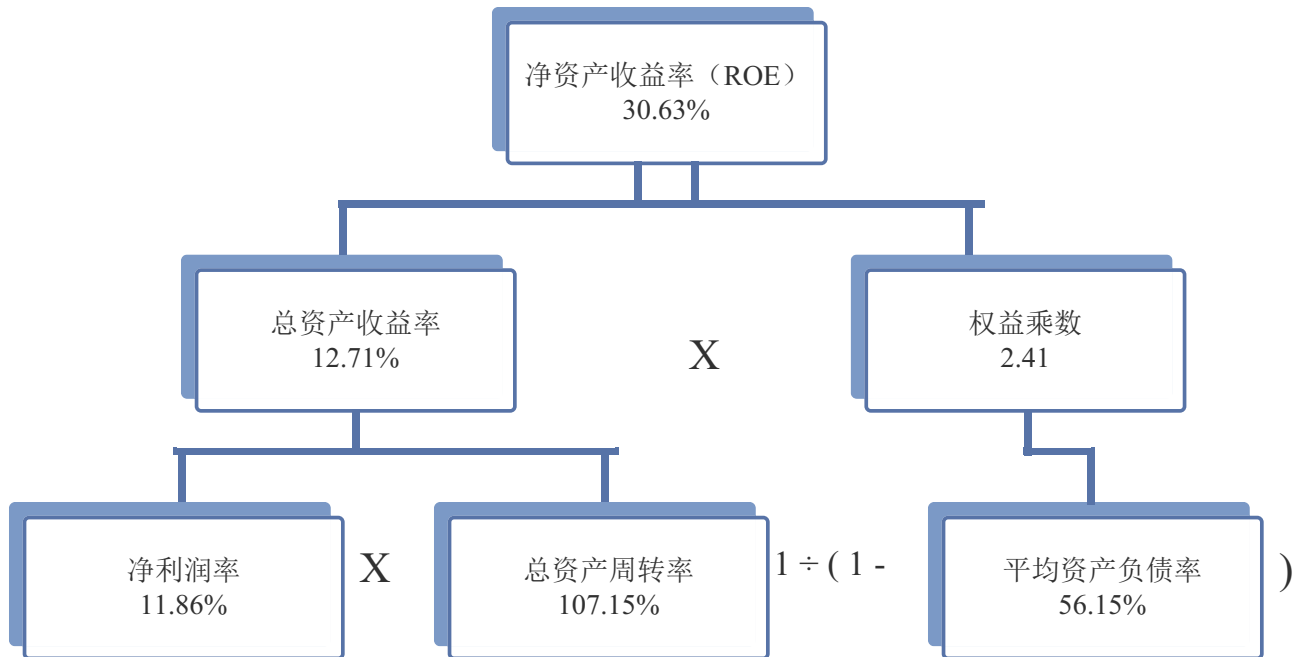 净资产收益率（ROE）
30.63%
总资产收益率
12.71%
X
权益乘数
2.41
净利润率
11.86%
X
总资产周转率
107.15%
1 ÷ ( 1 -
平均资产负债率
56.15%
)